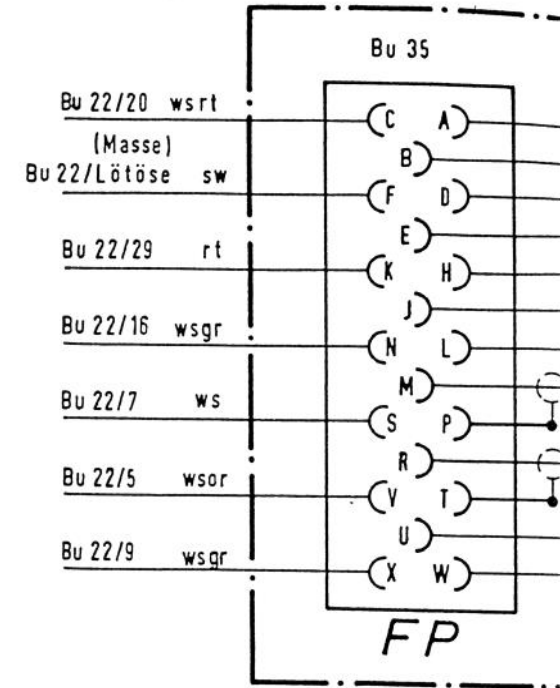 Bu 35
Bu 22/20 wsrt
C A
(Masse)
B
Bu 22/Lötöse sw
F D
E
Bu 22/29 rt
K H
J
Bu 22/16 wsgr
N L
M
Bu 22/7 ws
S P
R
Bu 22/5 wsor
V T
U
Bu 22/9 wsgr
X W
FP